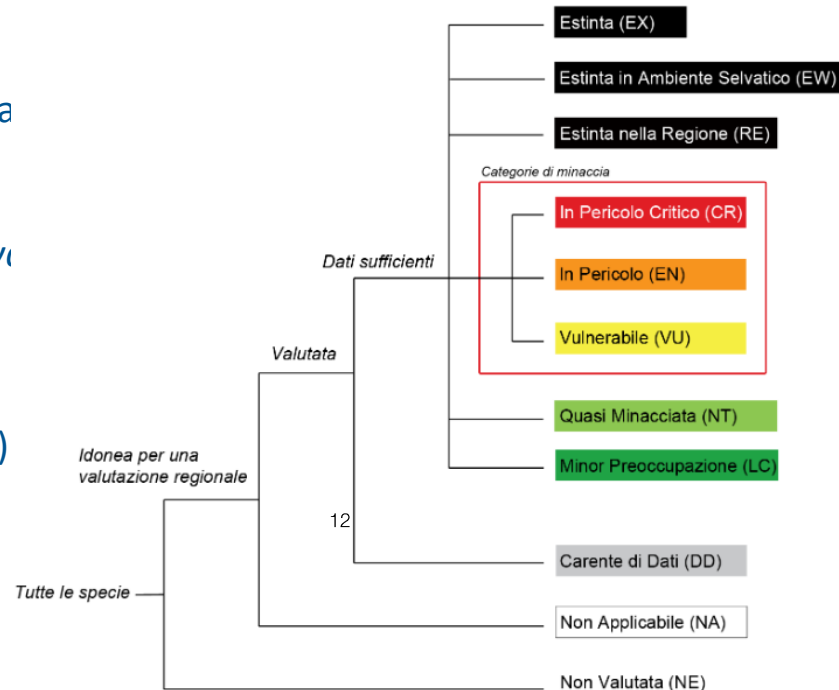 Estinta (EX)
Estinta in Ambiente Selvatico (EW)
a
Estinta nella Regione (RE)
Categorie di minaccia
In Pericolo Critico (CR)
Dati sufficienti
In Pericolo (EN)
Vulnerabile (VU)
Valutata
Quasi Minacciata (NT)
)
Idonea per una
valutazione regionale
Minor Preoccupazione (LC)
12
Carente di Dati (DD)
Tutte le specie
Non Applicabile (NA)
Non Valutata (NE)